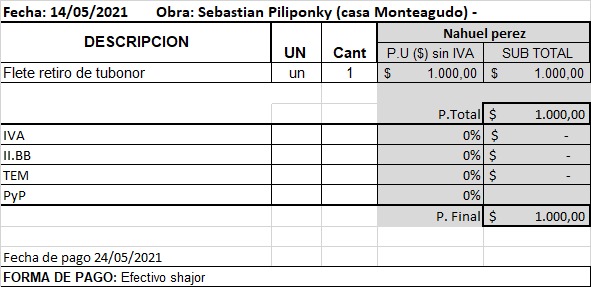 Fecha: 14/05/2021 Obra: Sebastian Piliponky (casa Monteagudo) -
DESCRIPCION UN Cant Nahuel perez
P.U ($) sin IVA SUB TOTAL
Flete retiro de tubonor un 1 $ 1.000,00 $ 1.000,00
P.Total $ 1.000,00
IVA 0% $ -
II.BB 0% $ -
TEM 0% $ -
PyP 0%
P. Final $ 1.000,00
Fecha de pago 24/05/2021
FORMA DE PAGO: Efectivo shajor